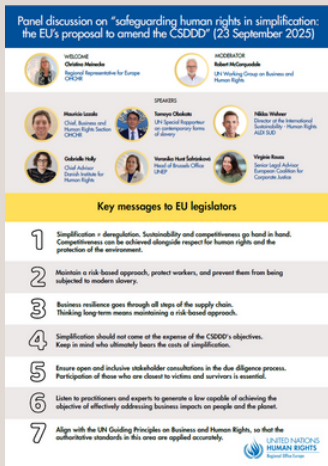 Panel discussion on "safeguarding human rights in simplification:
the EU's proposal to amend the CSDDD" (23 September 2025)
WELCOME
Christina Meinecke
Regional Representative for Europe
OHCHR
MODERATOR
Robert McCorquodale
UN Working Group on Business and
Human Rights
SPEAKERS
Mauricio Lazala
Chief, Business and
Human Rights Section
OHCHR
Tomoya Obokata
UN Special Rapporteur
on contemporary forms
of slavery
Niklas Wehner
Director of the International
Sustainability - Human Rights
ALDI SÜD
Gabrielle Holly
Chief Advisor
Danish Institute for
Human Rights
Veronika Hunt Šafránková
Head of Brussels Office
UNEP
Virginie Rouas
Senior Legal Advisor
European Coalition for
Corporate Justice
Key messages to EU legislators
1
Simplification ≠ deregulation. Sustainability and competitiveness go hand in hand.
Competitiveness can be achieved alongside respect for human rights and the
protection of the environment.
2
Maintain a risk-based approach, protect workers, and prevent them from being
subjected to modern slavery.
3
Business resilience goes through all steps of the supply chain.
Thinking long-term means maintaining a risk-based approach.
4
Simplification should not come at the expense of the CSDDD's objectives.
Keep in mind who ultimately bears the costs of simplification.
5
Ensure open and inclusive stakeholder consultations in the due diligence process.
Participation of those who are closest to victims and survivors is essential.
6
Listen to practitioners and experts to generate a law capable of achieving the
objective of effectively addressing business impacts on people and the planet.
7
Align with the UN Guiding Principles on Business and Human Rights, so that the
authoritative standards in this area are applied accurately.
UNITED NATIONS
HUMAN RIGHTS
Regional Office Europe